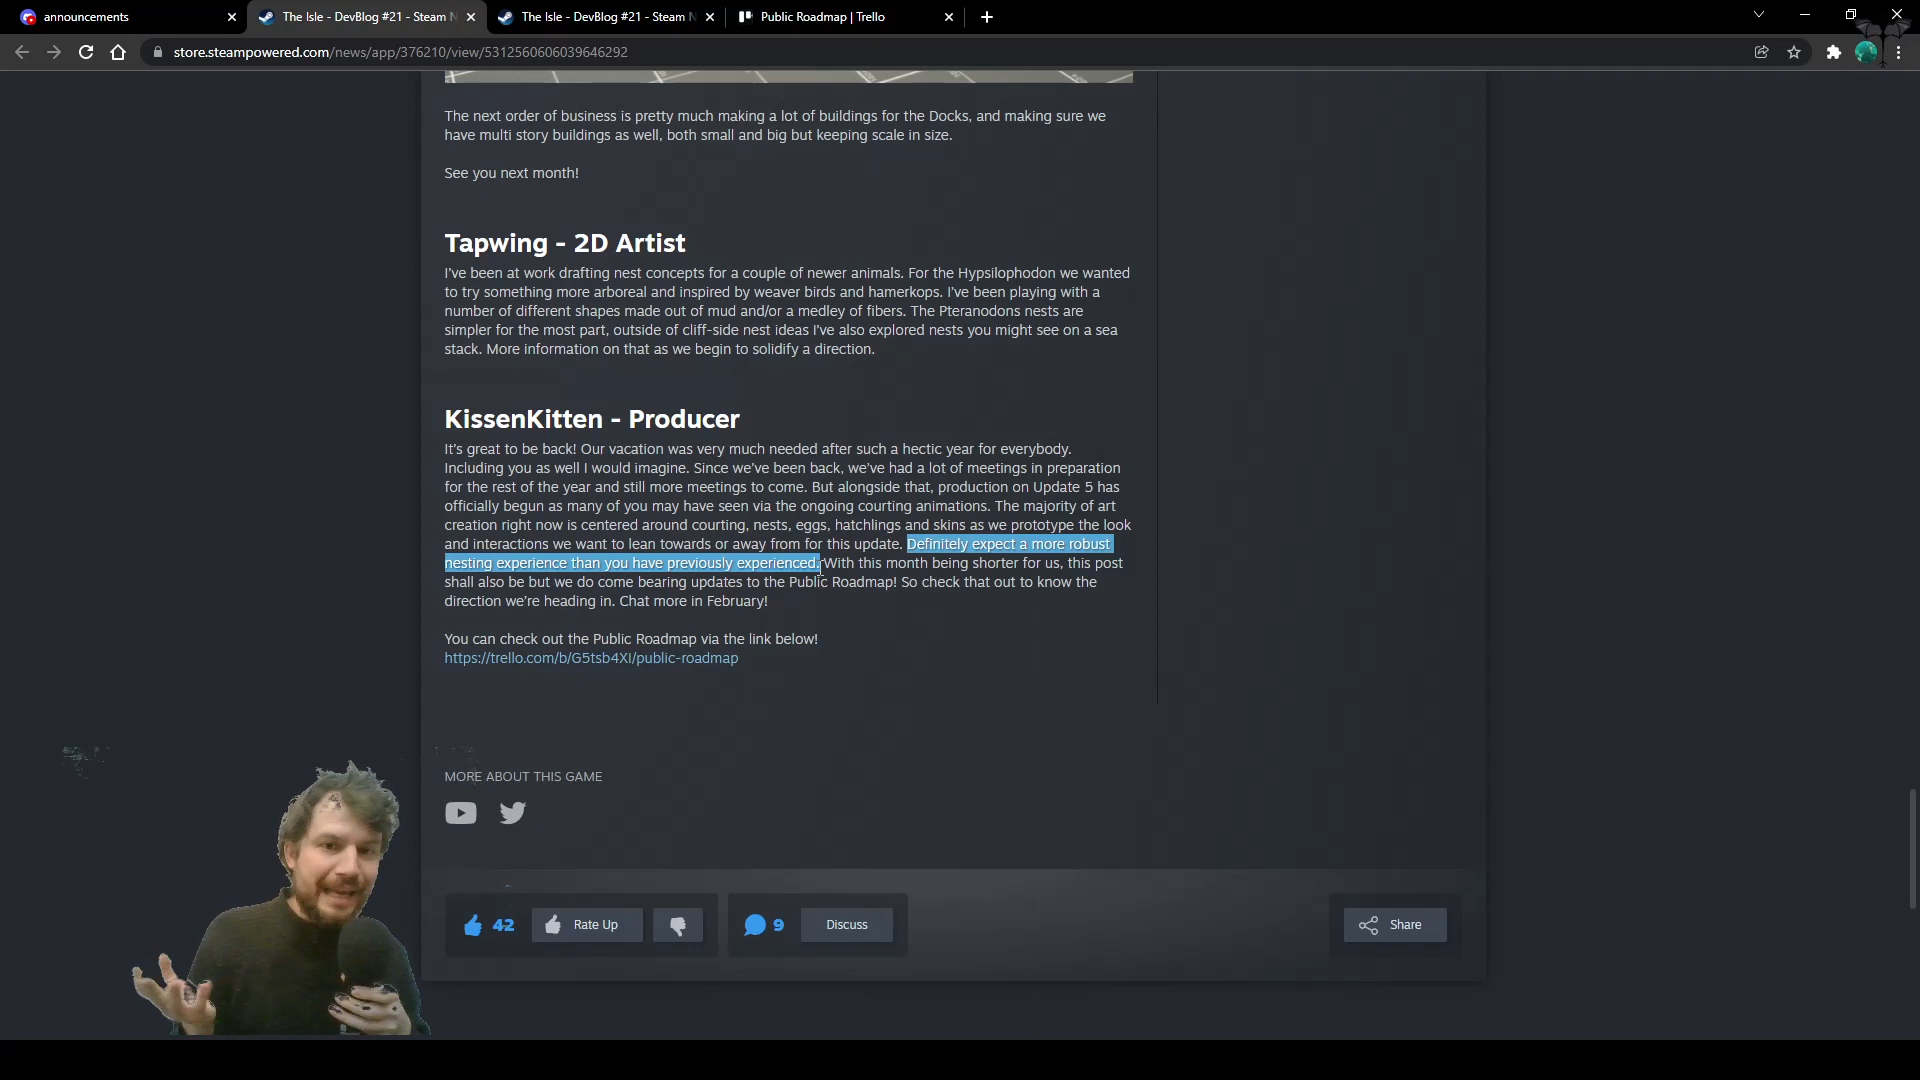 announcements
The Isle - DevBlog #21 - Steam N
The Isle - DevBlog #21 - Steam N
Public Roadmap | Trello
store.steampowered.com/news/app/376210/view/5312560606039646292
The next order of business is pretty much making a lot of buildings for the Docks, and making sure we
have multi story buildings as well, both small and big but keeping scale in size.
See you next month!
Tapwing - 2D Artist
I've been at work drafting nest concepts for a couple of newer animals. For the Hypsilophodon we wanted
to try something more arboreal and inspired by weaver birds and hamerkops. I've been playing with a
number of different shapes made out of mud and/or a medley of fibers. The Pteranodons nests are
simpler for the most part, outside of cliff-side nest ideas I've also explored nests you might see on a sea
stack. More information on that as we begin to solidify a direction.
KissenKitten - Producer
It's great to be back! Our vacation was very much needed after such a hectic year for everybody.
Including you as well I would imagine. Since we've been back, we've had a lot of meetings in preparation
for the rest of the year and still more meetings to come. But alongside that, production on Update 5 has
officially begun as many of you may have seen via the ongoing courting animations. The majority of art
creation right now is centered around courting, nests, eggs, hatchlings and skins as we prototype the look
and interactions we want to lean towards or away from for this update. Definitely expect a more robust
nesting experience than you have previously experienced. With this month being shorter for us, this post
shall also be but we do come bearing updates to the Public Roadmap! So check that out to know the
direction we're heading in. Chat more in February!
You can check out the Public Roadmap via the link below!
https://trello.com/b/G5tsb4XI/public-roadmap
MORE ABOUT THIS GAME
42
Rate Up
9
Discuss
Share